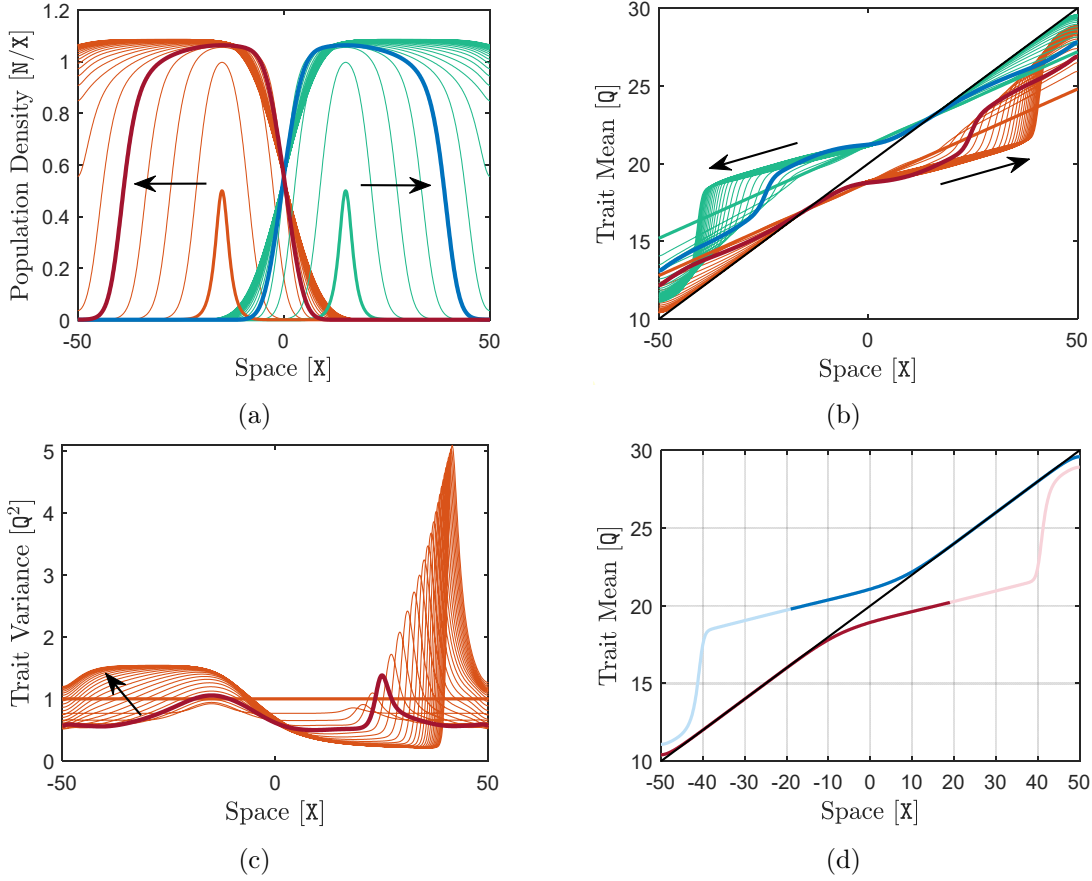 1.2
1
0.8
0.6
0.4
0.2
0
Population Density [N/X]
-50 0 50
Space [X]
(a)
30
25
20
15
10
Trait Mean [Q]
-50 0 50
Space [X]
(b)
5
4
3
2
1
0
Trait Variance [Q²]
-50 0 50
Space [X]
(c)
30
25
20
15
10
Trait Mean [Q]
-50 -40 -30 -20 -10 0 10 20 30 40 50
Space [X]
(d)